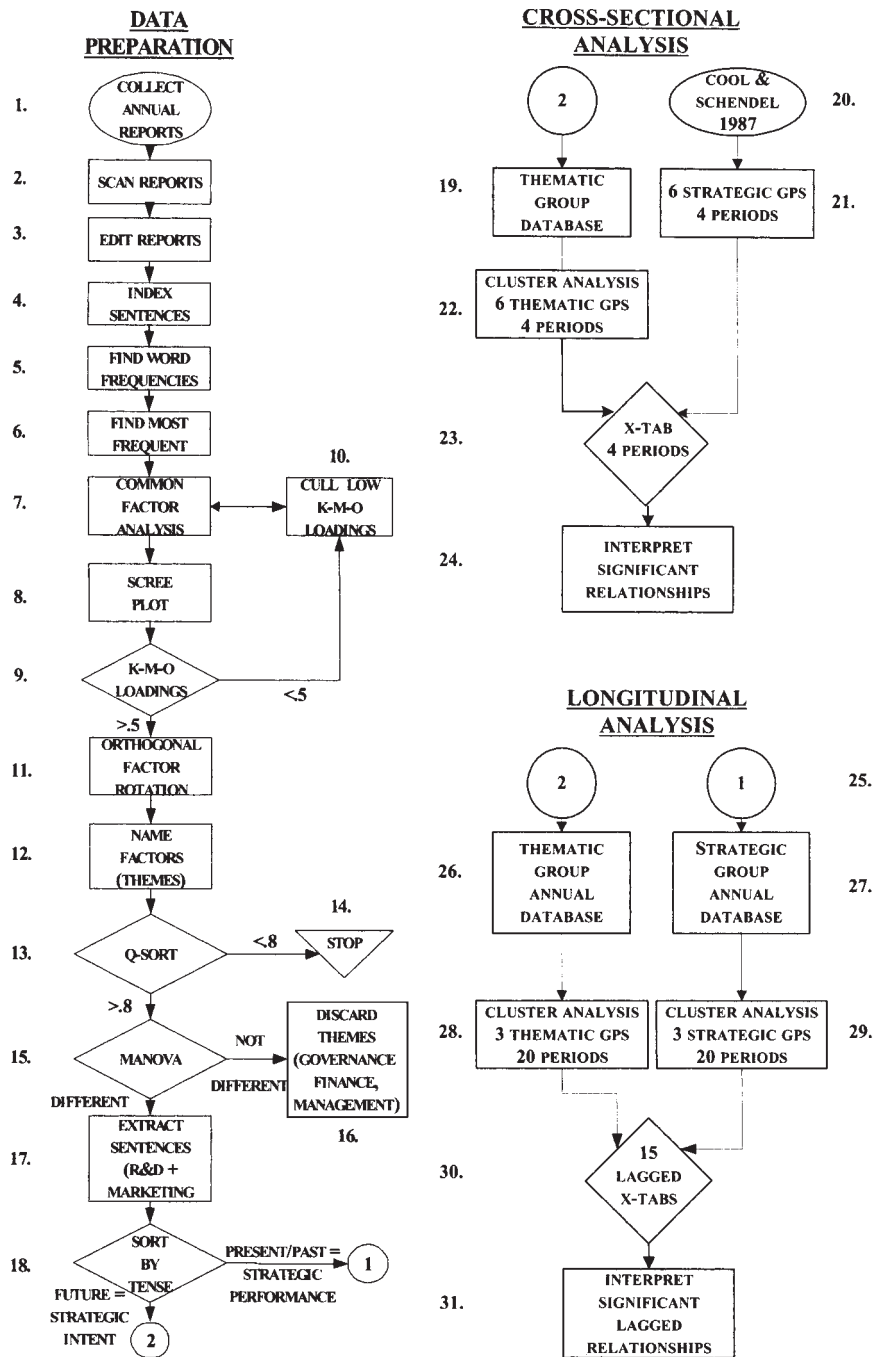 DATA
PREPARATION
1.
COLLECT
ANNUAL
REPORTS
2.
SCAN REPORTS
3.
EDIT REPORTS
4.
INDEX
SENTENCES
5.
FIND WORD
FREQUENCIES
6.
FIND MOST
FREQUENT
7.
COMMON
FACTOR
ANALYSIS
10.
CULL LOW
K-M-O
LOADINGS
8.
SCREE
PLOT
9.
K-M-O
LOADINGS
<.5
>.5
11.
ORTHOGONAL
FACTOR
ROTATION
12.
NAME
FACTORS
(THEMES)
13.
Q-SORT
<.8
14.
STOP
>.8
15.
MANOVA
NOT
DIFFERENT
DISCARD
THEMES
(GOVERNANCE
FINANCE,
MANAGEMENT)
16.
DIFFERENT
17.
EXTRACT
SENTENCES
(R&D +
MARKETING
18.
SORT
BY
TENSE
PRESENT/PAST =
STRATEGIC
PERFORMANCE
1
FUTURE =
STRATEGIC
INTENT
2
CROSS-SECTIONAL
ANALYSIS
2
COOL &
SCHENDEL
1987
20.
19.
THEMATIC
GROUP
DATABASE
6 STRATEGIC GPS
4 PERIODS
21.
22.
CLUSTER ANALYSIS
6 THEMATIC GPS
4 PERIODS
23.
X-TAB
4 PERIODS
24.
INTERPRET
SIGNIFICANT
RELATIONSHIPS
LONGITUDINAL
ANALYSIS
2
1
25.
26.
THEMATIC
GROUP
ANNUAL
DATABASE
STRATEGIC
GROUP
ANNUAL
DATABASE
27.
28.
CLUSTER ANALYSIS
3 THEMATIC GPS
20 PERIODS
CLUSTER ANALYSIS
3 STRATEGIC GPS
20 PERIODS
29.
30.
15
LAGGED
X-TABS
31.
INTERPRET
SIGNIFICANT
LAGGED
RELATIONSHIPS